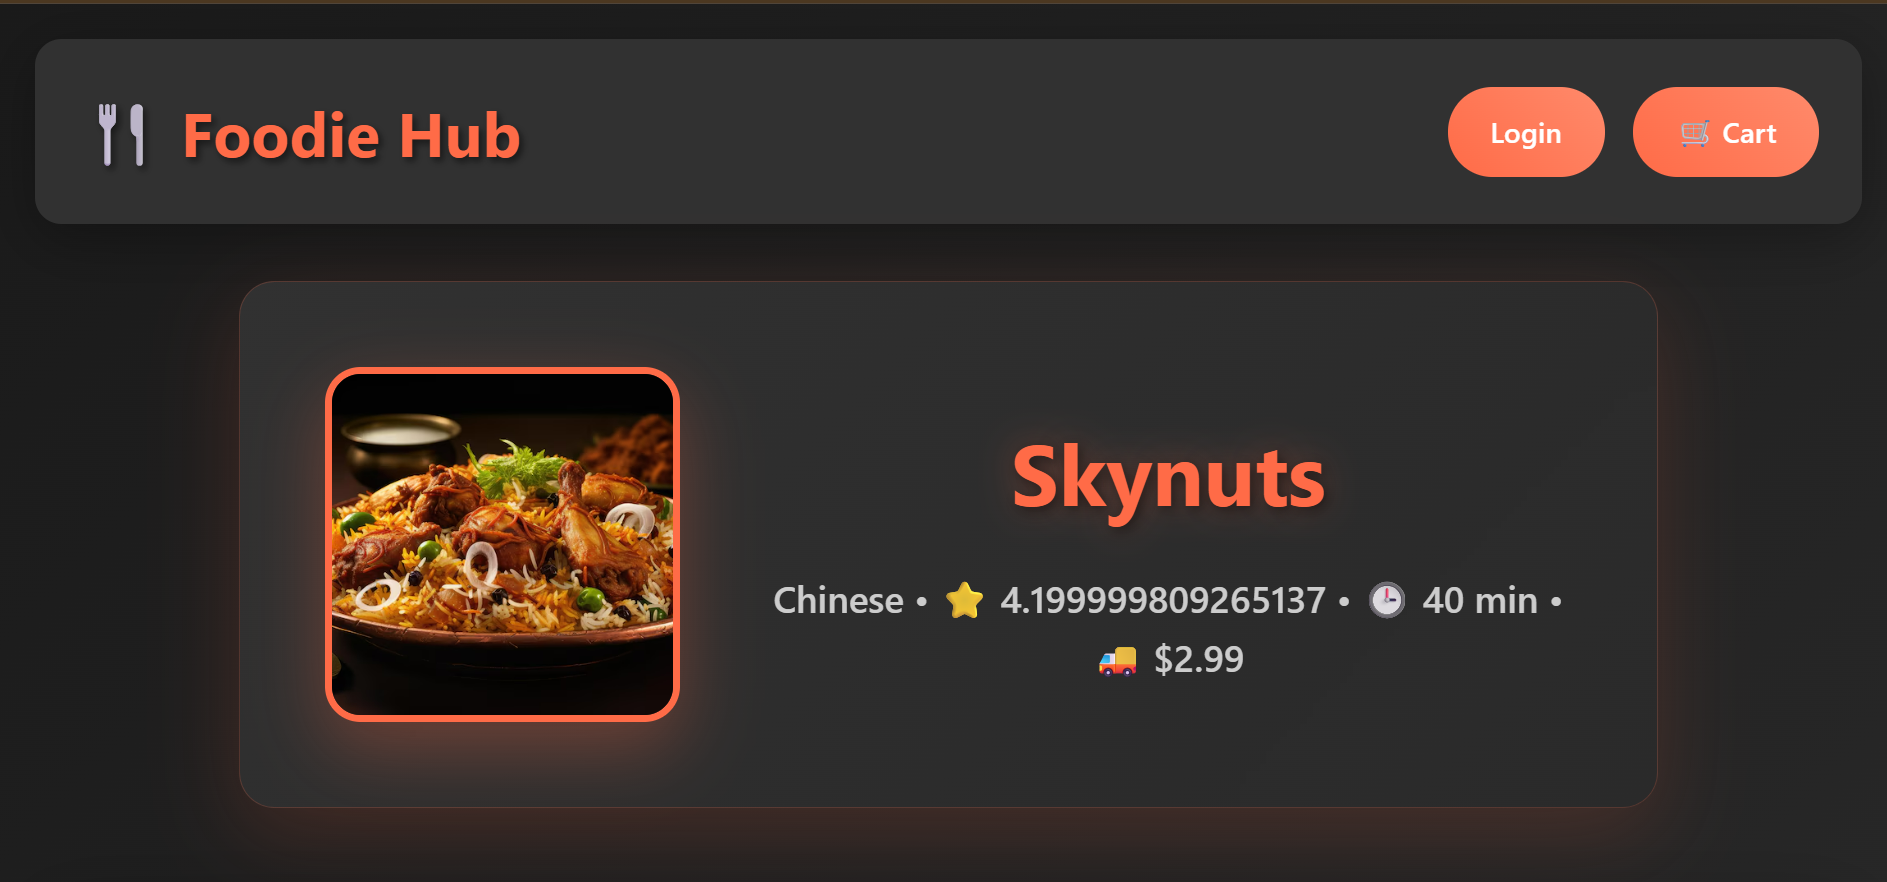 🍴 Foodie Hub
Login
🛒 Cart
Skynuts
Chinese • ⭐ 4.199999809265137 • 🕒 40 min •
🚚 $2.99